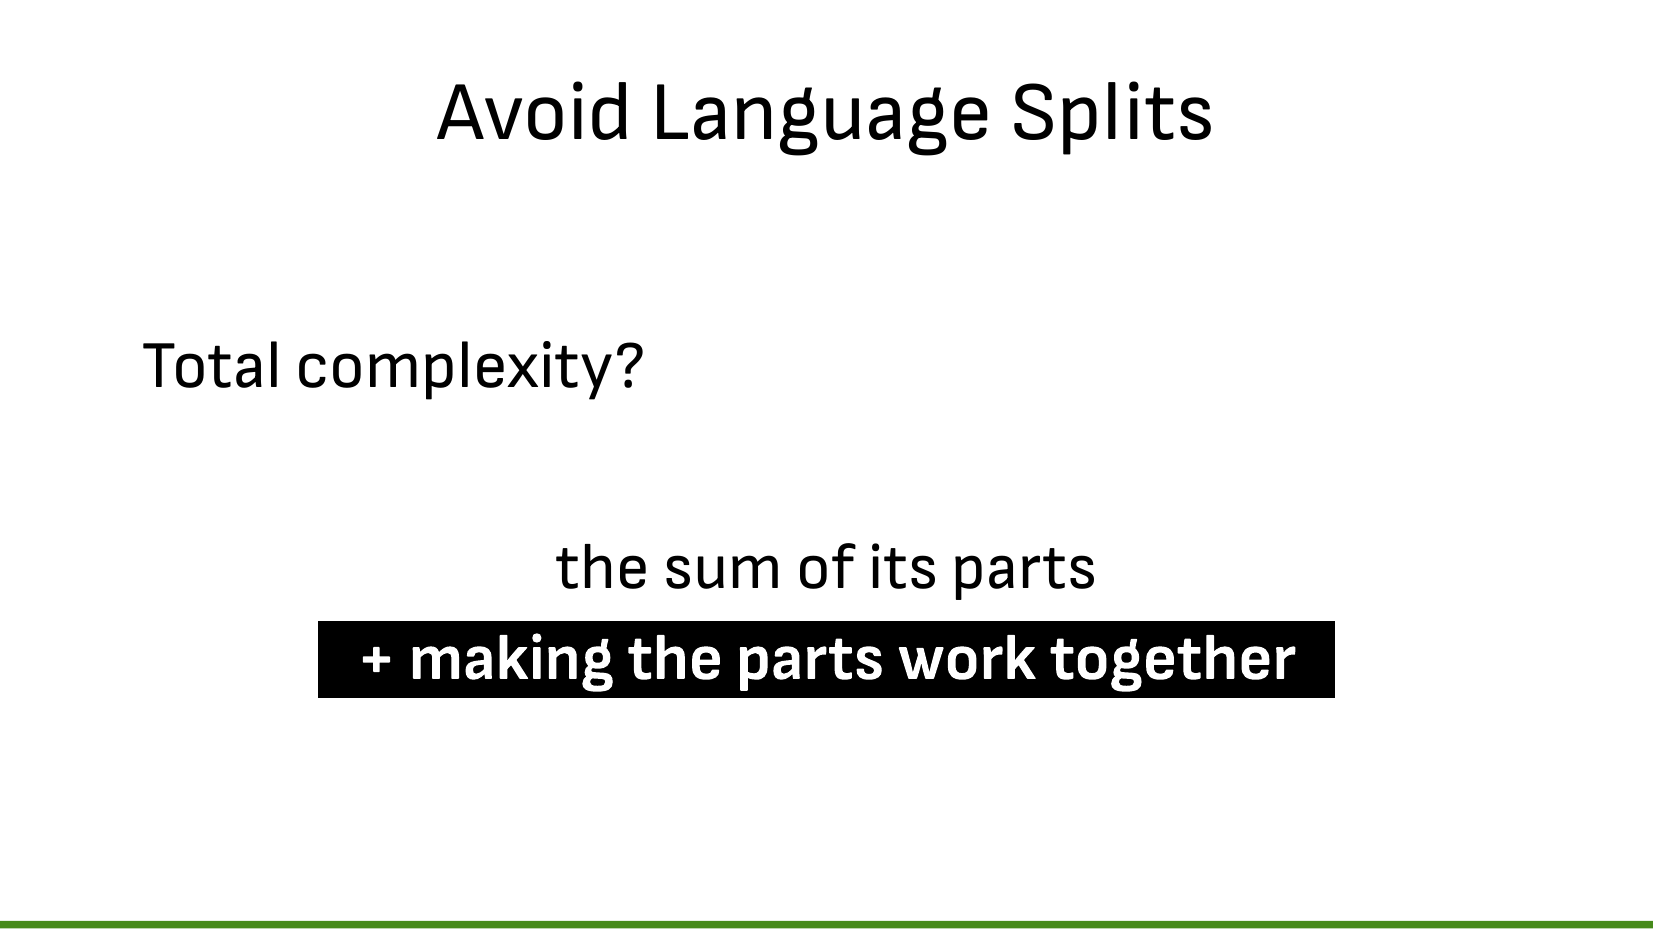 Avoid Language Splits
Total complexity?
the sum of its parts
+ making the parts work together